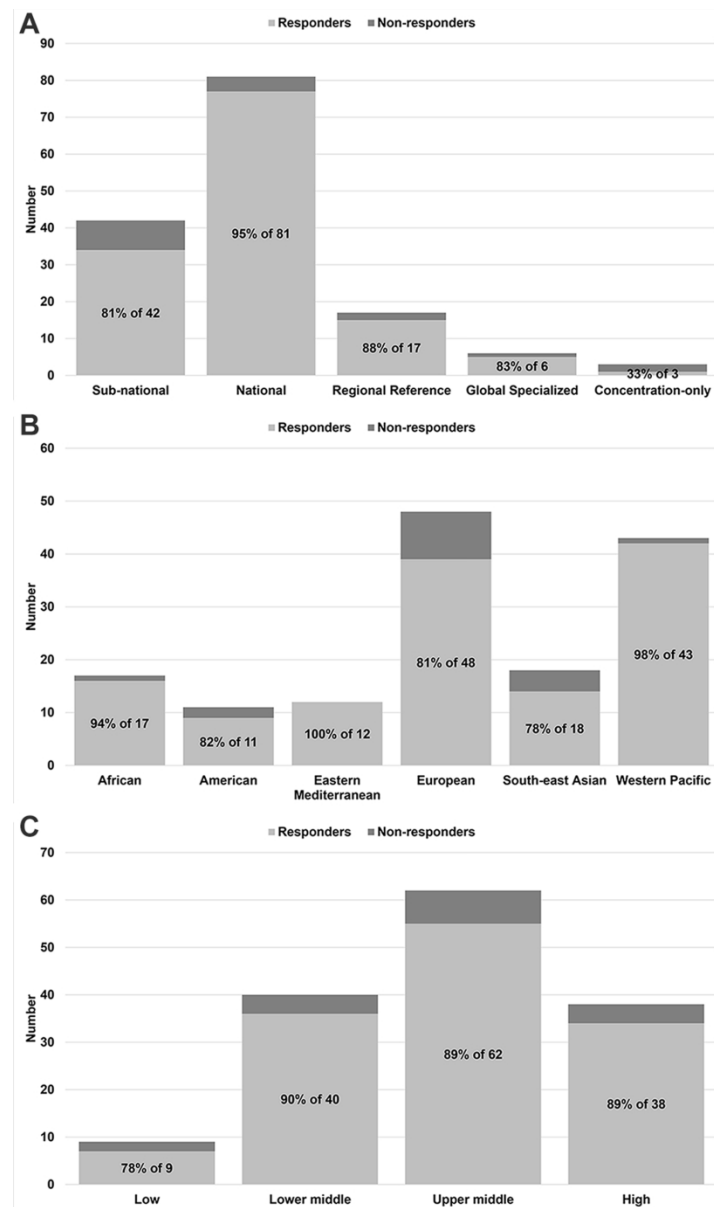 A
Responders Non-responders
90
80
70
60
50
40
30
20
10
0
Number
81% of 42
95% of 81
88% of 17
83% of 6
33% of 3
Sub-national National Regional Reference Global Specialized Concentration-only
B
Responders Non-responders
60
50
40
30
20
10
0
Number
94% of 17
82% of 11
100% of 12
81% of 48
78% of 18
98% of 43
African American Eastern Mediterranean European South-east Asian Western Pacific
C
Responders Non-responders
70
60
50
40
30
20
10
0
Number
78% of 9
90% of 40
89% of 62
89% of 38
Low Lower middle Upper middle High